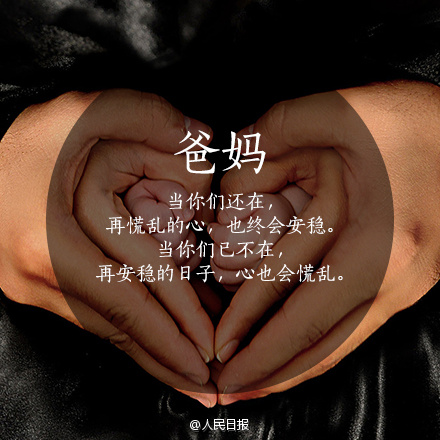 爸妈
当你们还在，
再慌乱的心，也终会安稳。
当你们已不在，
再安稳的日子，心也会慌乱。
@人民日报